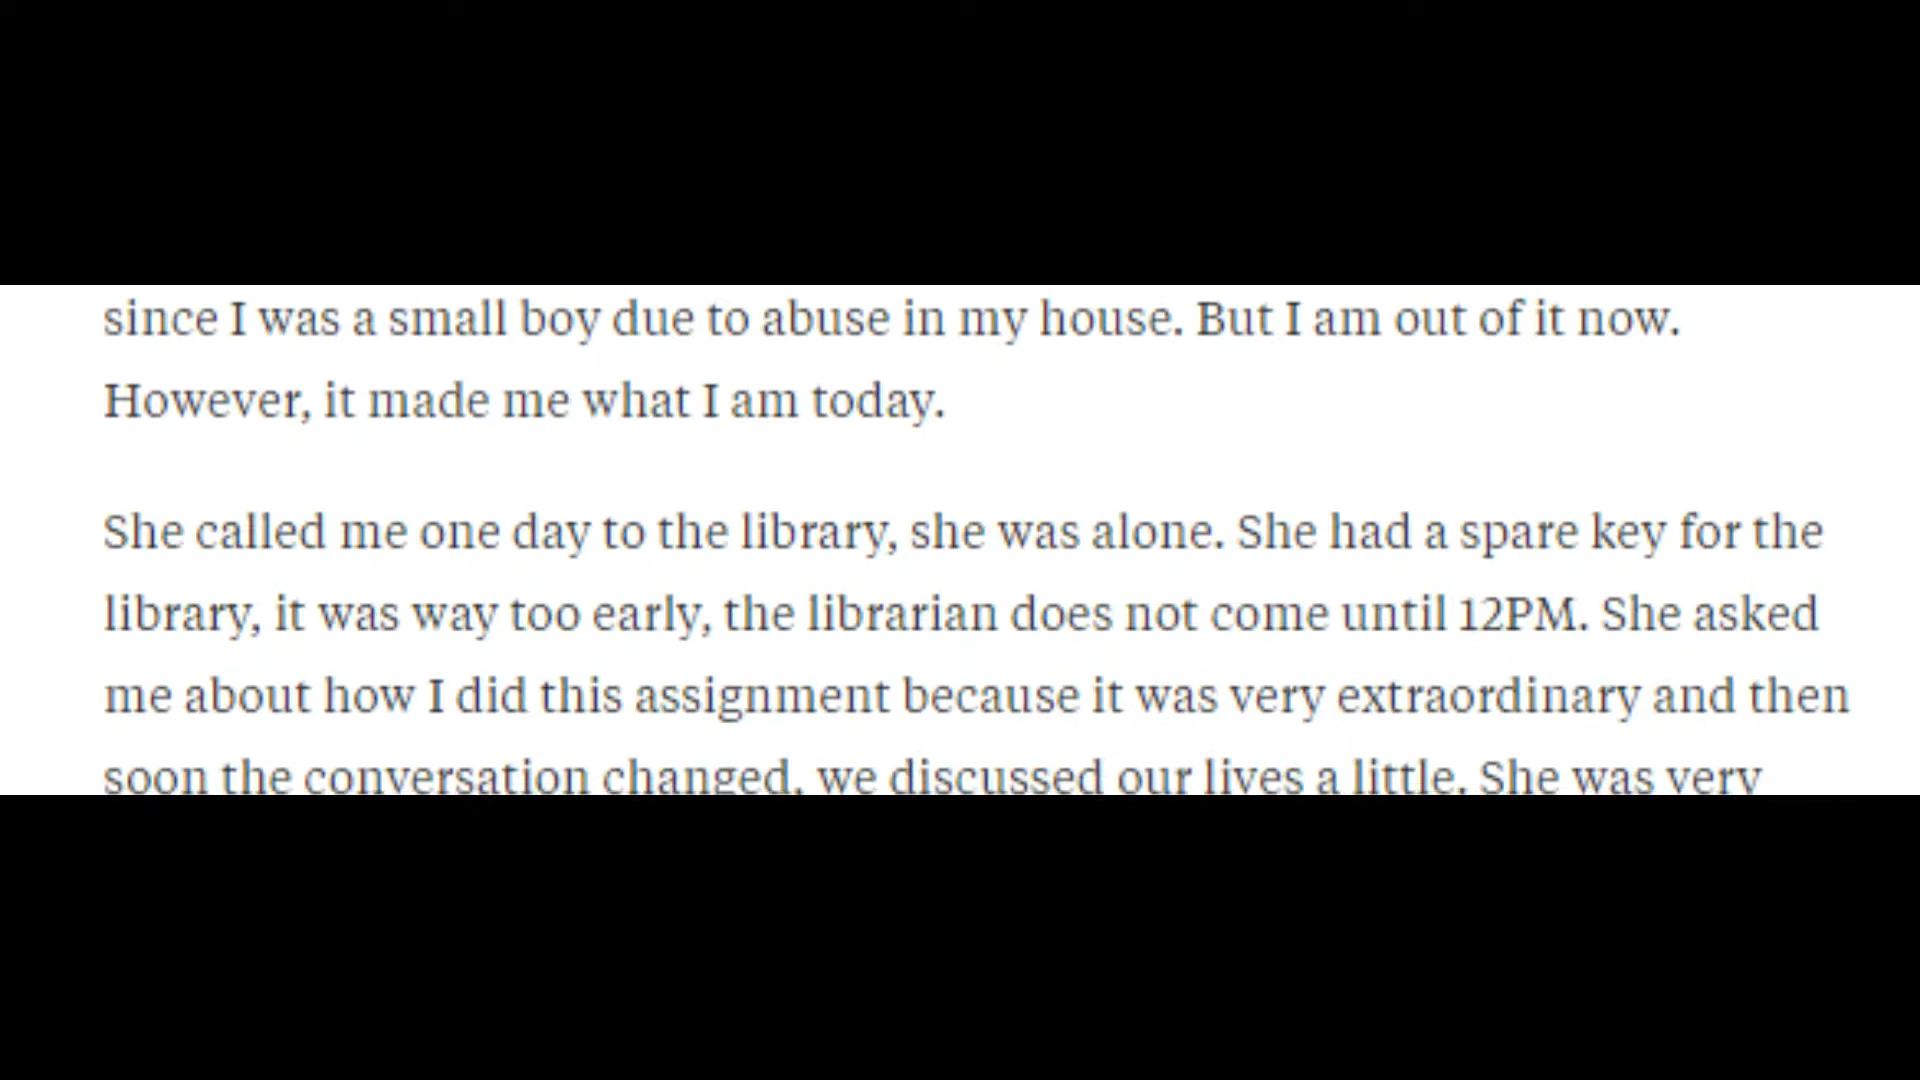 since I was a small boy due to abuse in my house. But I am out of it now.
However, it made me what I am today.
She called me one day to the library, she was alone. She had a spare key for the
library, it was way too early, the librarian does not come until 12PM. She asked
me about how I did this assignment because it was very extraordinary and then
soon the conversation changed, we discussed our lives a little. She was very